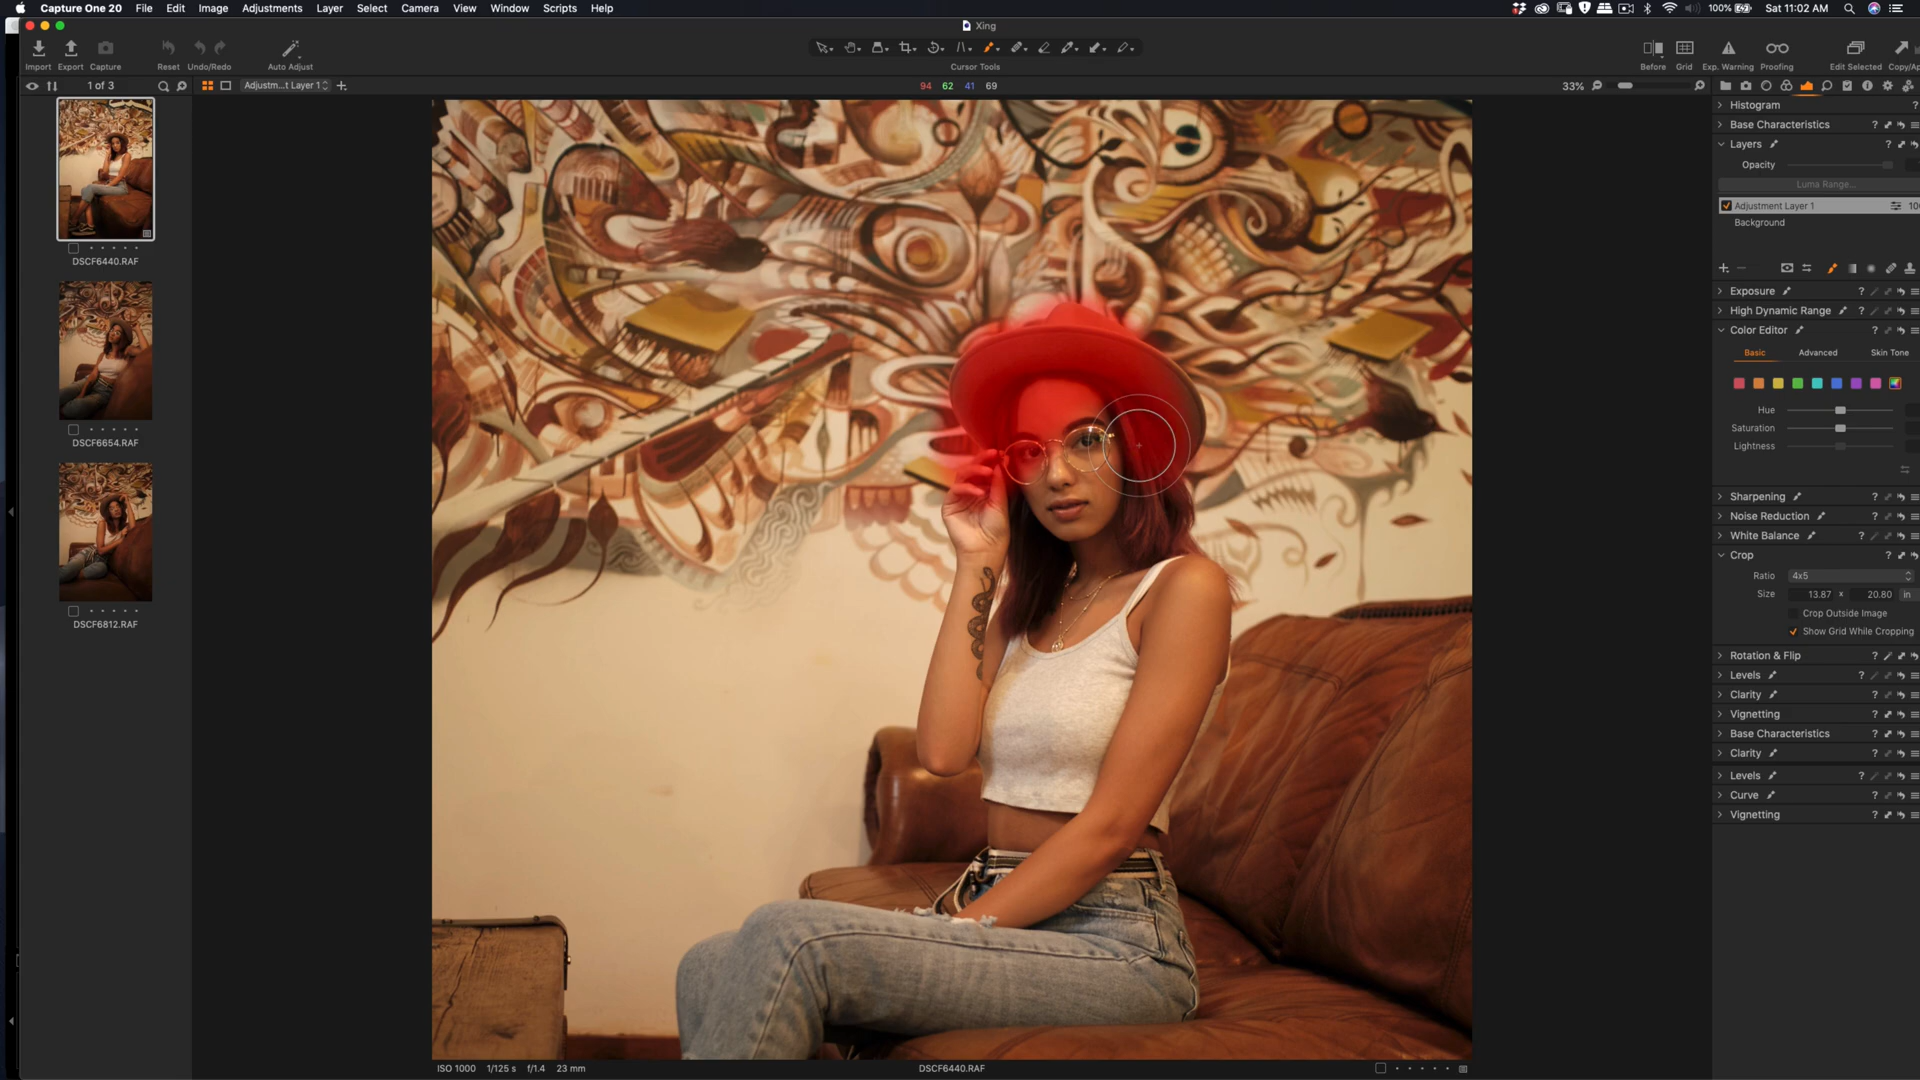 Capture One 20 File Edit Image Adjustments Layer Select Camera View Window Scripts Help 100% Sat 11:02 AM
Xing
Import Export Capture Reset Undo/Redo Auto Adjust Cursor Tools Before Grid Exp. Warning Proofing Edit Selected Copy/Ap
1 of 3 Adjustm...t Layer 1 94 62 41 69 33%
DSCF6440.RAF
DSCF6654.RAF
DSCF6812.RAF
Histogram ?
Base Characteristics ?
Layers ?
Opacity
Luma Range...
Adjustment Layer 1 10
Background
Exposure ?
High Dynamic Range ?
Color Editor ?
Basic Advanced Skin Tone
Hue
Saturation
Lightness
Sharpening ?
Noise Reduction ?
White Balance ?
Crop ?
Ratio 4x5
Size 13.87 x 20.80 in
Crop Outside Image
Show Grid While Cropping
Rotation & Flip ?
Levels ?
Clarity ?
Vignetting ?
Base Characteristics ?
Clarity ?
Levels ?
Curve ?
Vignetting ?
ISO 1000 1/125 s f/1.4 23 mm DSCF6440.RAF